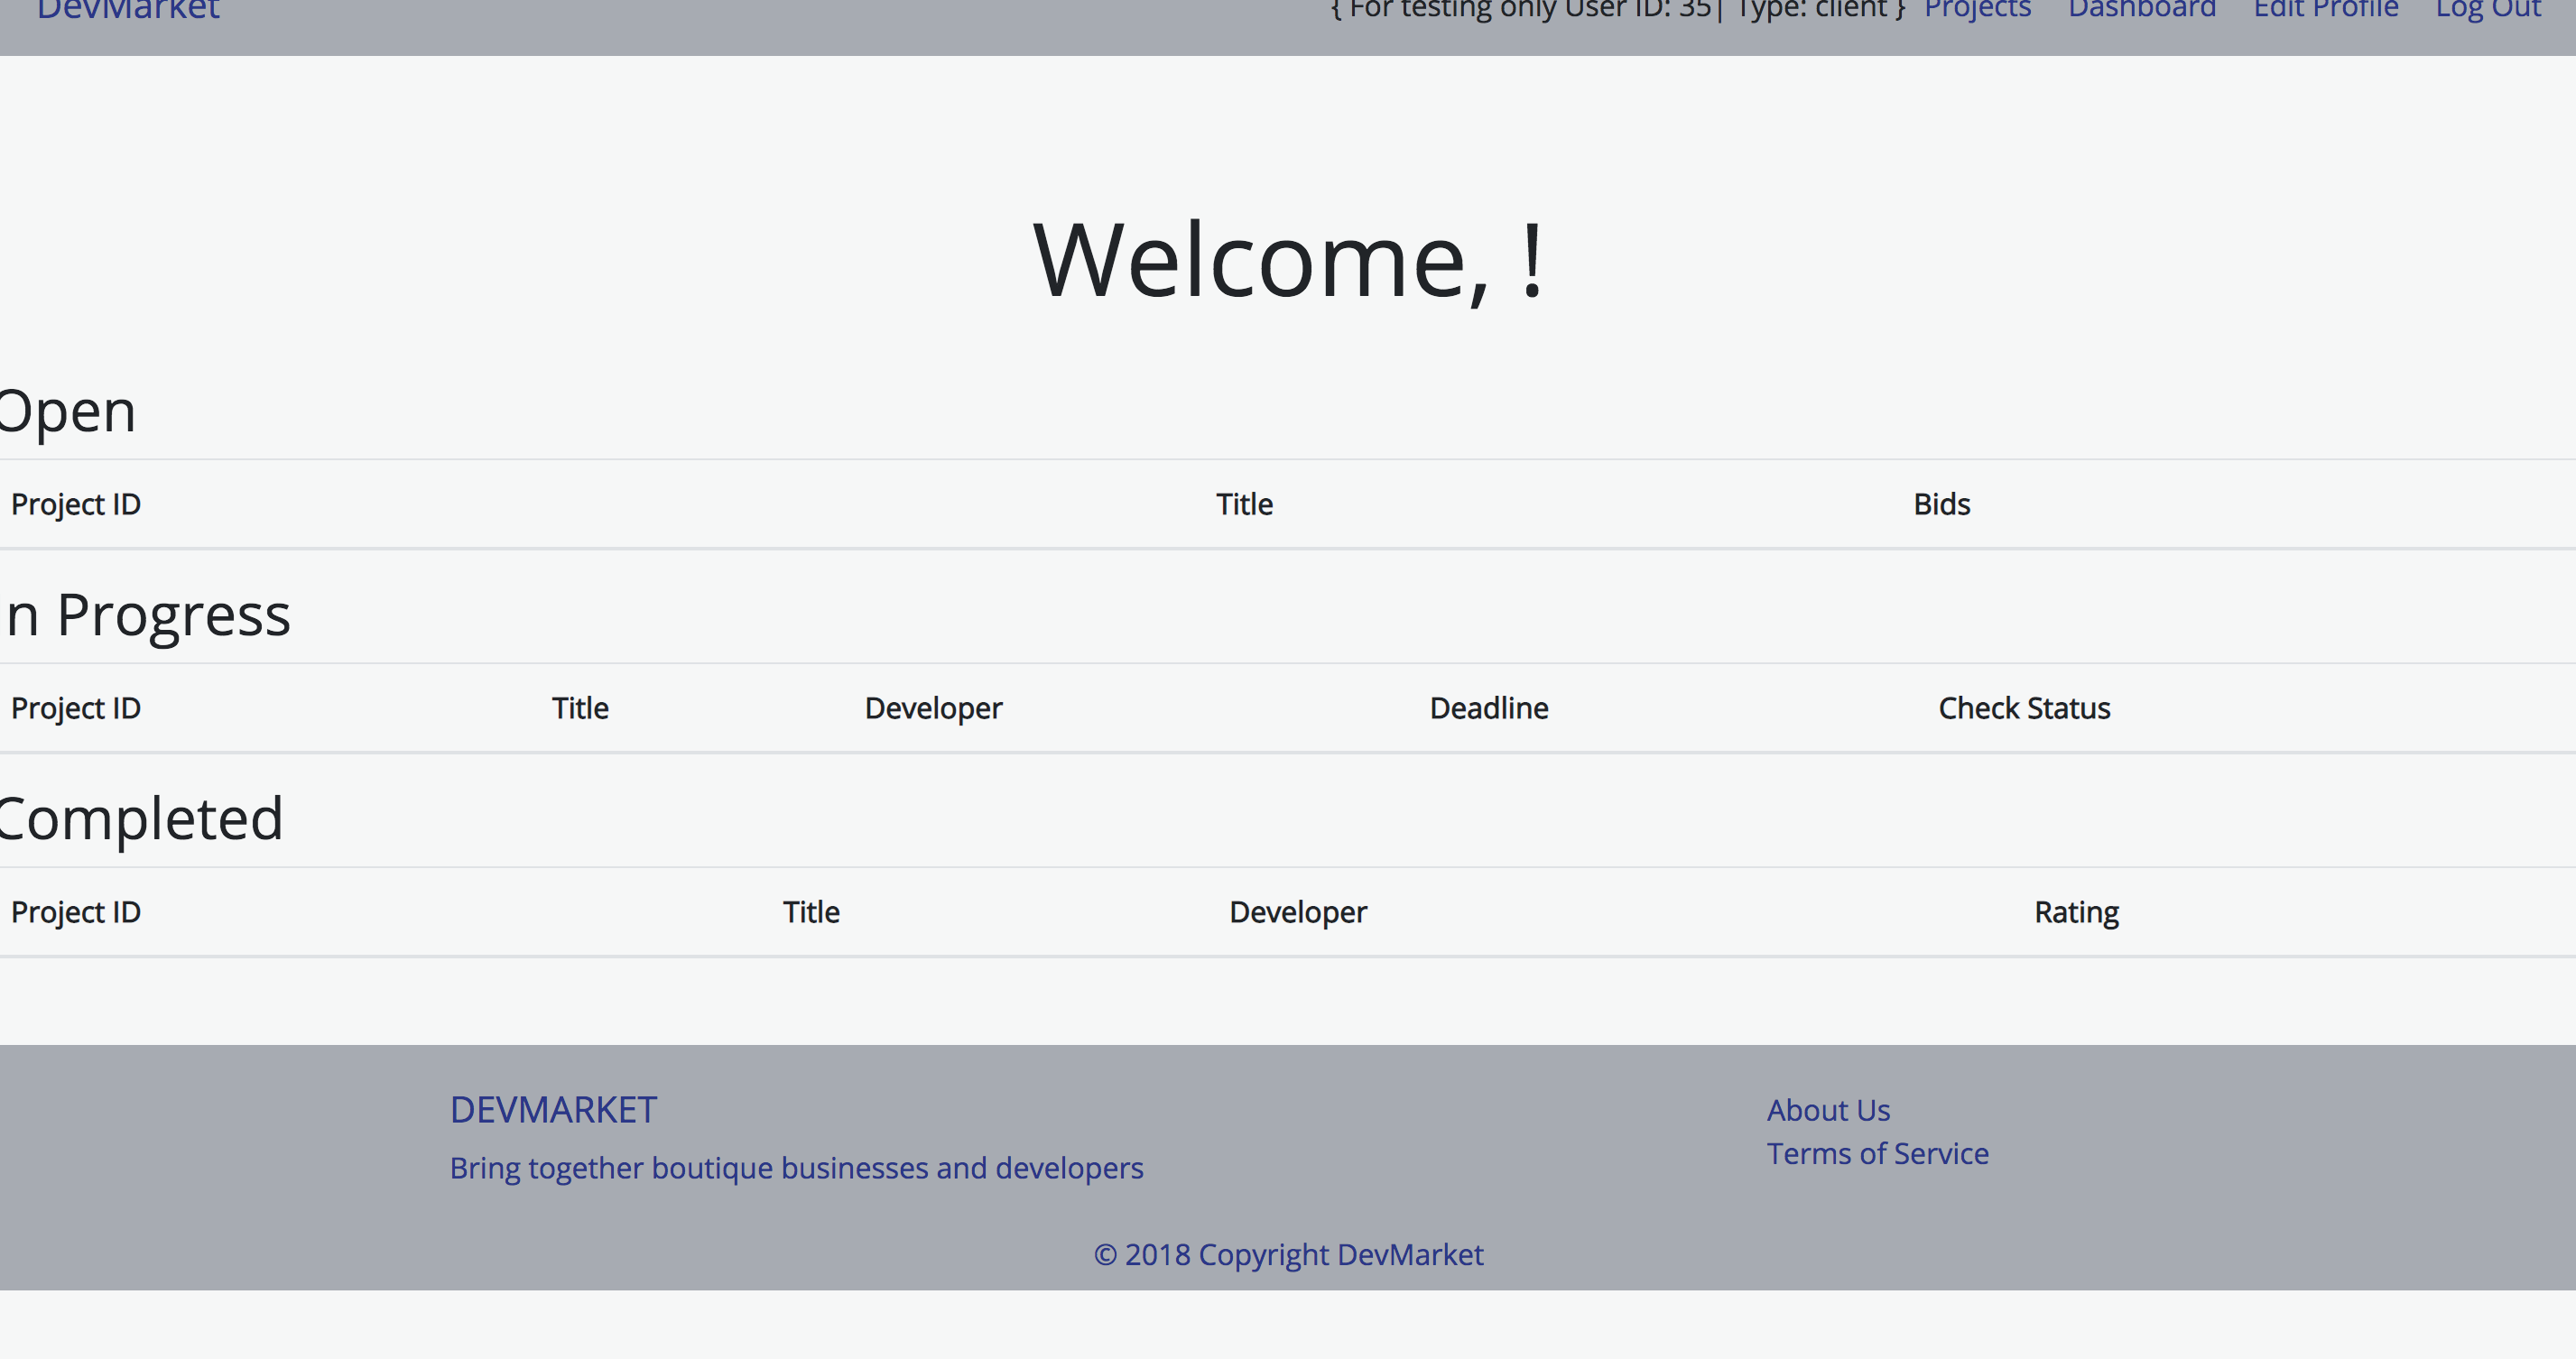 DevMarket { For testing only User ID: 35| Type: client } Projects Dashboard Edit Profile Log Out
Welcome, !
Open
Project ID Title Bids
In Progress
Project ID Title Developer Deadline Check Status
Completed
Project ID Title Developer Rating
DEVMARKET
Bring together boutique businesses and developers
About Us
Terms of Service
© 2018 Copyright DevMarket